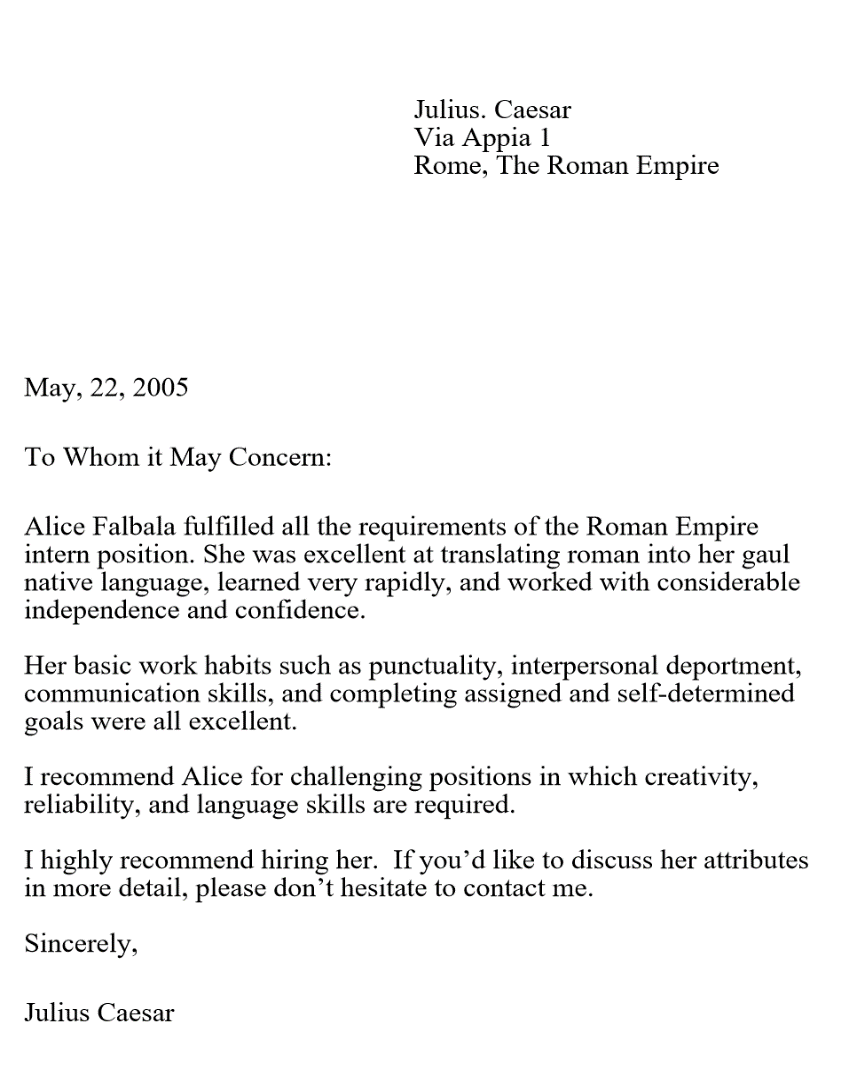 Julius. Caesar
Via Appia 1
Rome, The Roman Empire
May, 22, 2005
To Whom it May Concern:
Alice Falbala fulfilled all the requirements of the Roman Empire
intern position. She was excellent at translating roman into her gaul
native language, learned very rapidly, and worked with considerable
independence and confidence.
Her basic work habits such as punctuality, interpersonal deportment,
communication skills, and completing assigned and self-determined
goals were all excellent.
I recommend Alice for challenging positions in which creativity,
reliability, and language skills are required.
I highly recommend hiring her.  If you’d like to discuss her attributes
in more detail, please don’t hesitate to contact me.
Sincerely,
Julius Caesar